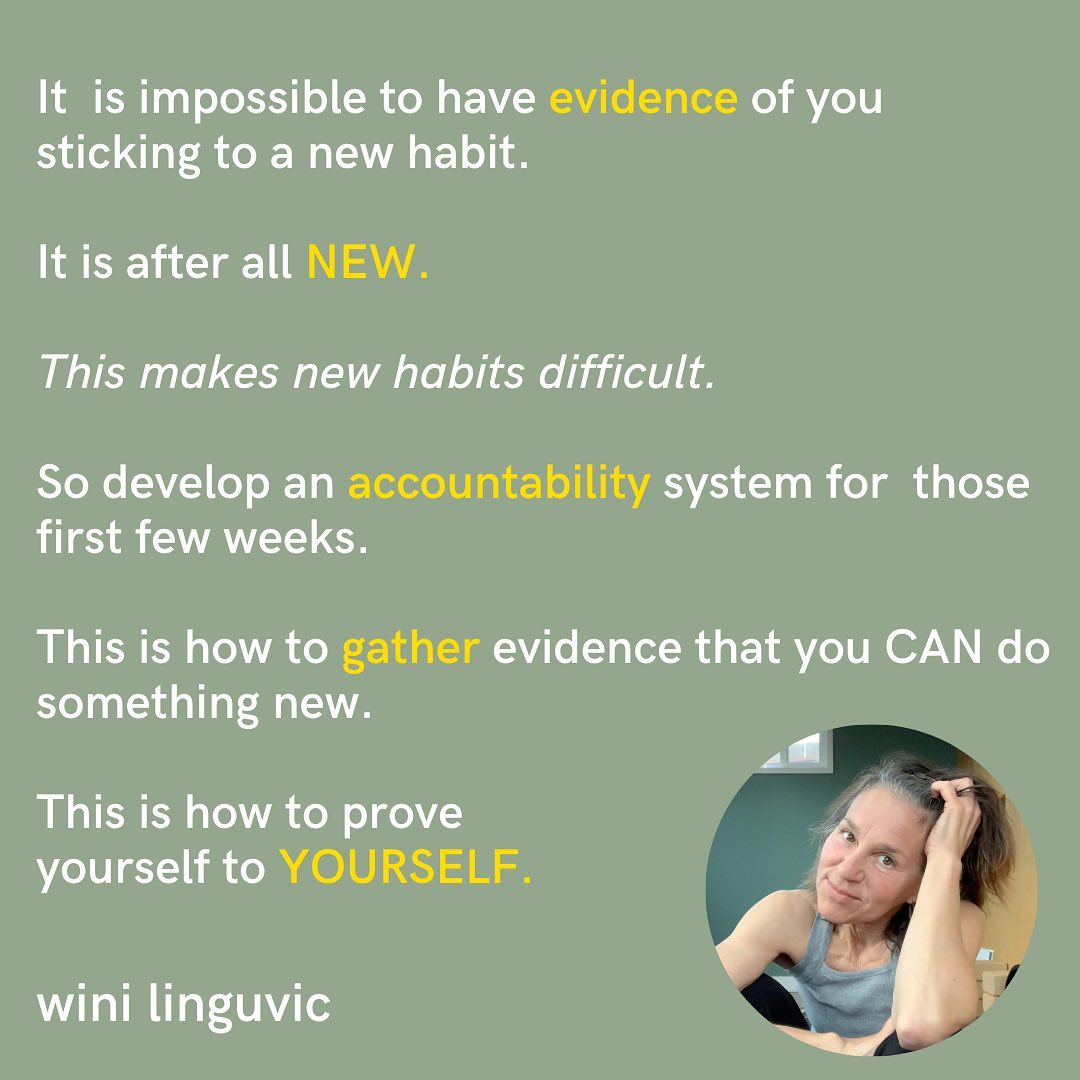 It  is impossible to have evidence of you
sticking to a new habit.
It is after all NEW.
This makes new habits difficult.
So develop an accountability system for  those
first few weeks.
This is how to gather evidence that you CAN do
something new.
This is how to prove
yourself to YOURSELF.
wini linguvic